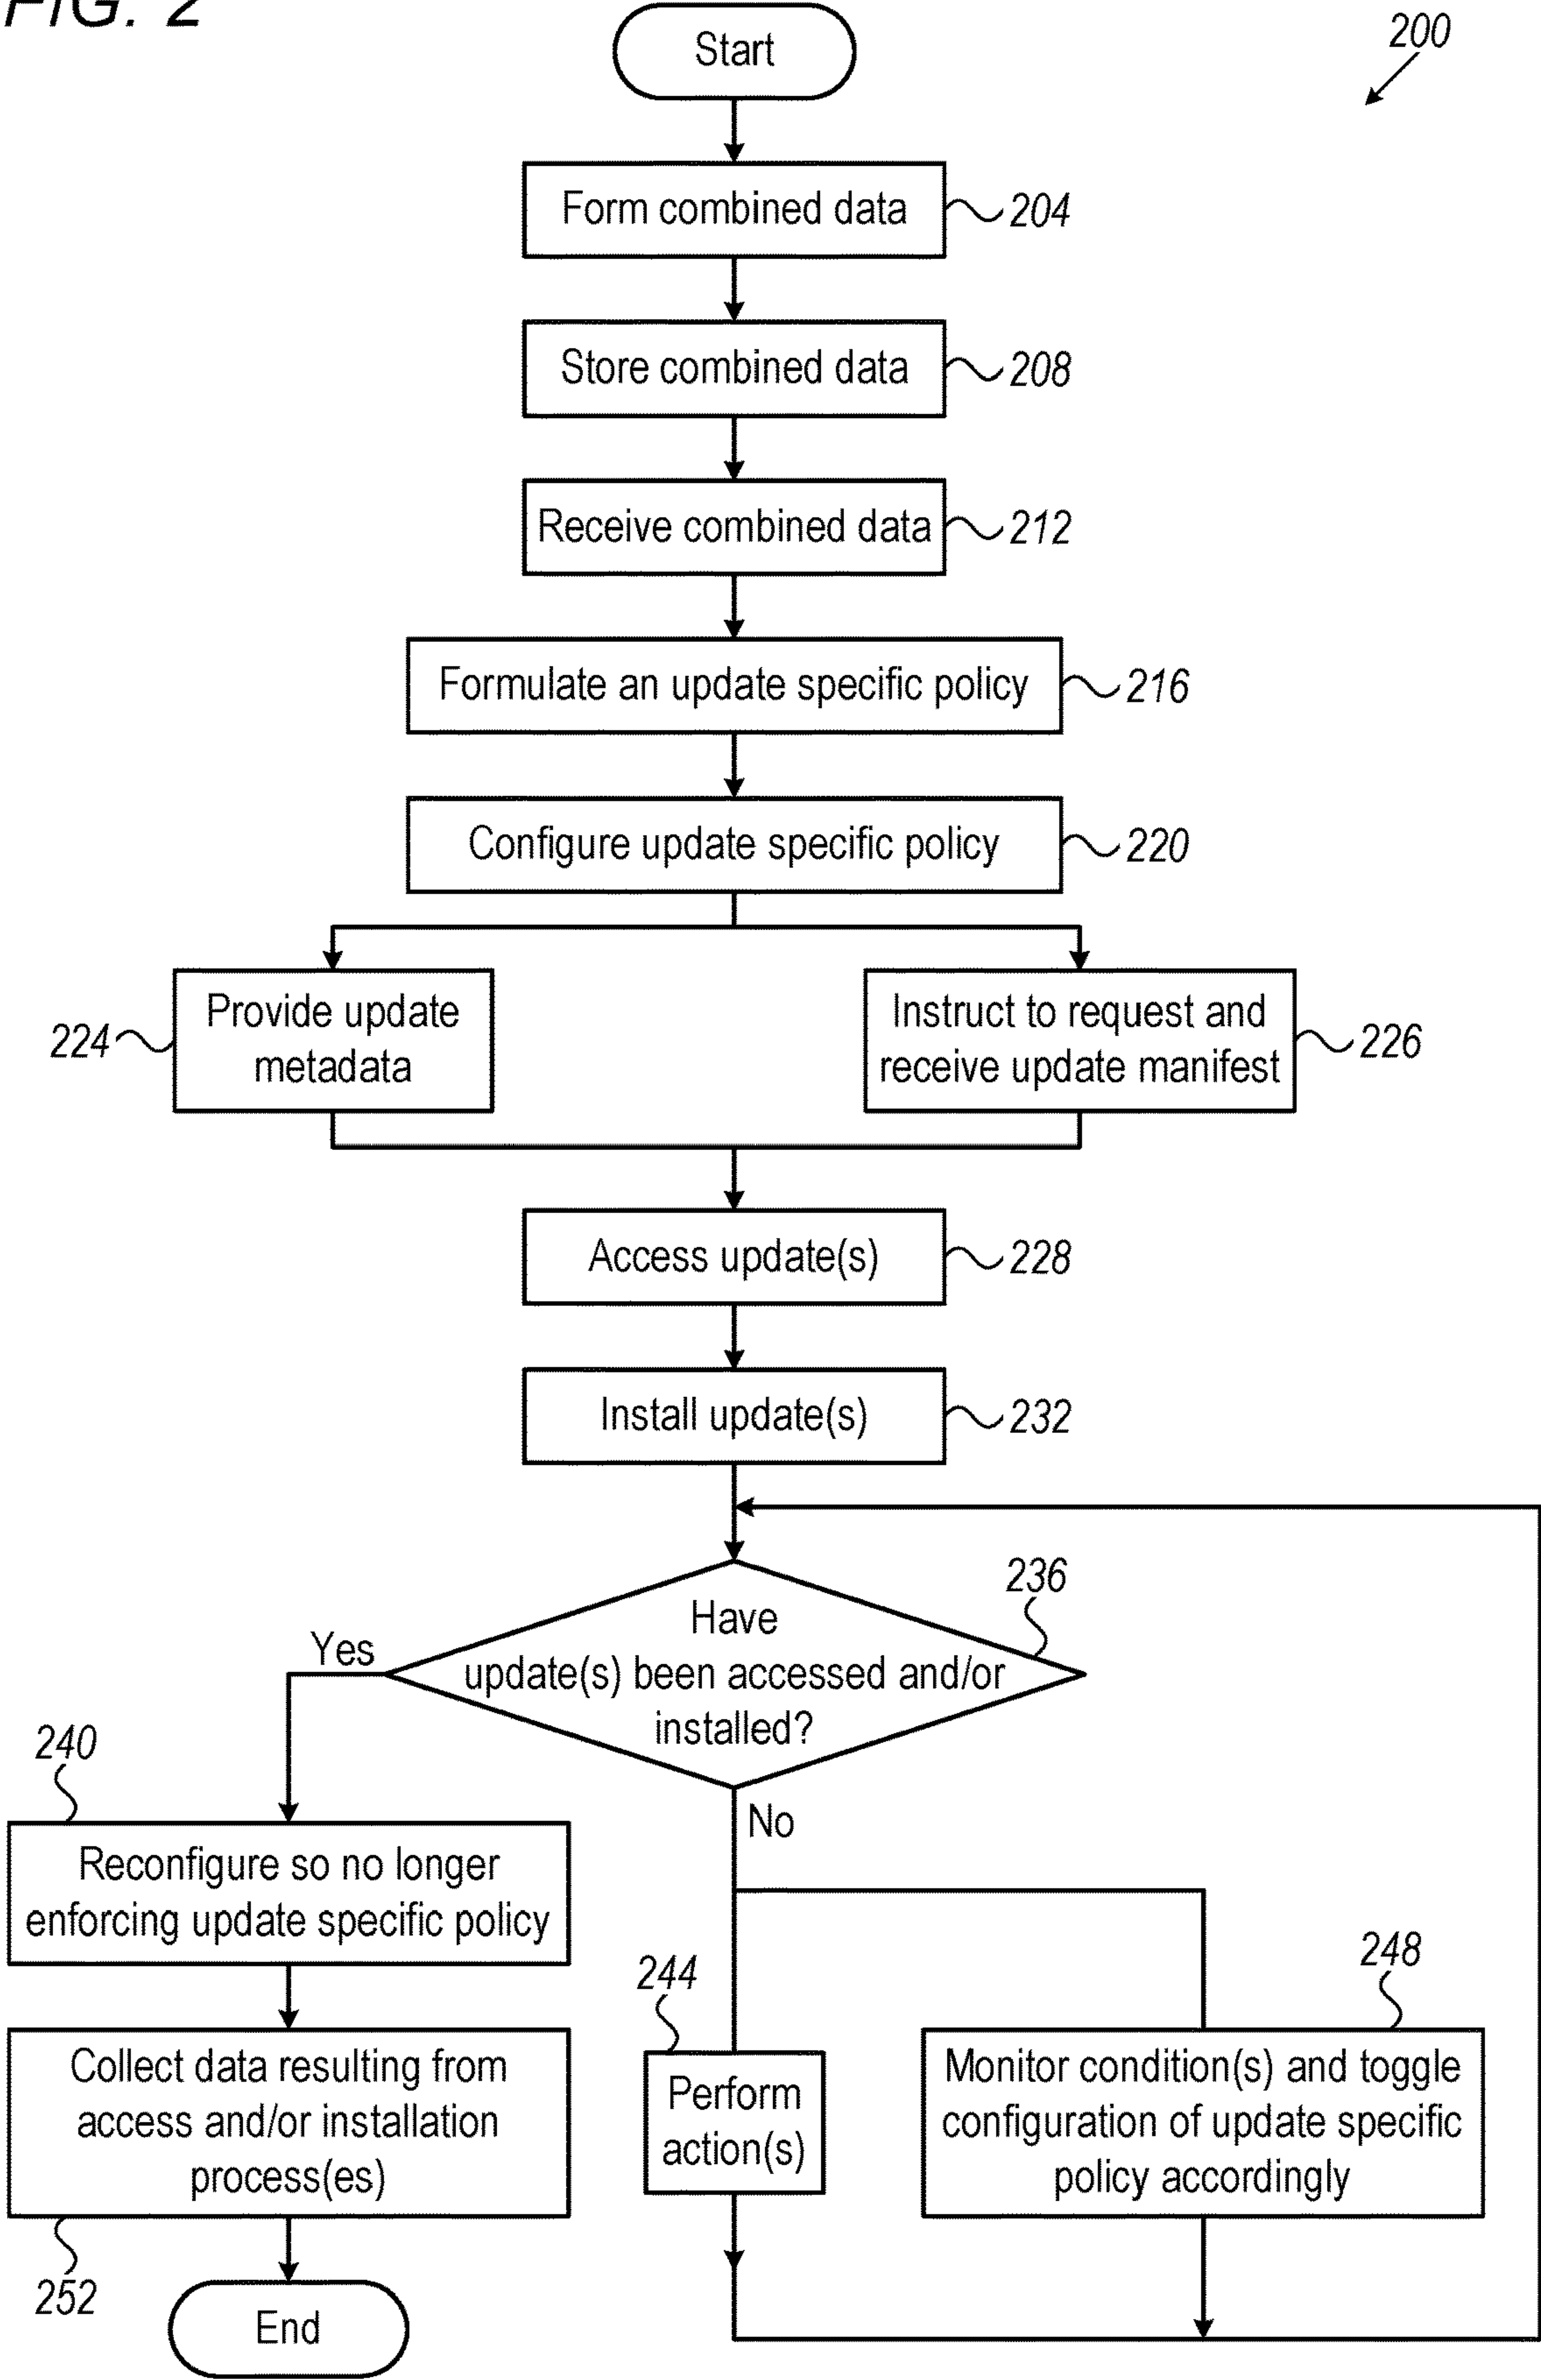 FIG. 2
200
Start
Form combined data
204
Store combined data
208
Receive combined data
212
Formulate an update specific policy
216
Configure update specific policy
220
Provide update
metadata
224
Instruct to request and
receive update manifest
226
Access update(s)
228
Install update(s)
232
236
Have
update(s) been accessed and/or
installed?
Yes
No
240
Reconfigure so no longer
enforcing update specific policy
244
Perform
action(s)
248
Monitor condition(s) and toggle
configuration of update specific
policy accordingly
Collect data resulting from
access and/or installation
process(es)
252
End